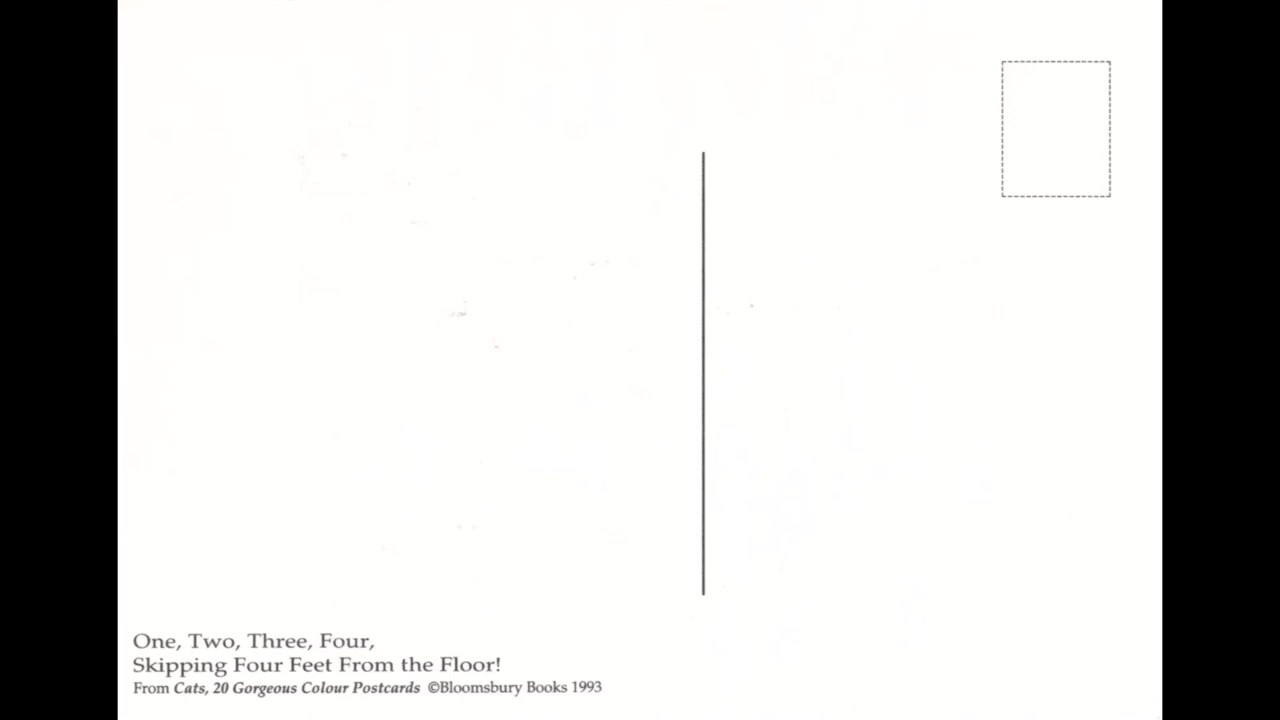 One, Two, Three, Four,
Skipping Four Feet From the Floor!
From Cats, 20 Gorgeous Colour Postcards ©Bloomsbury Books 1993